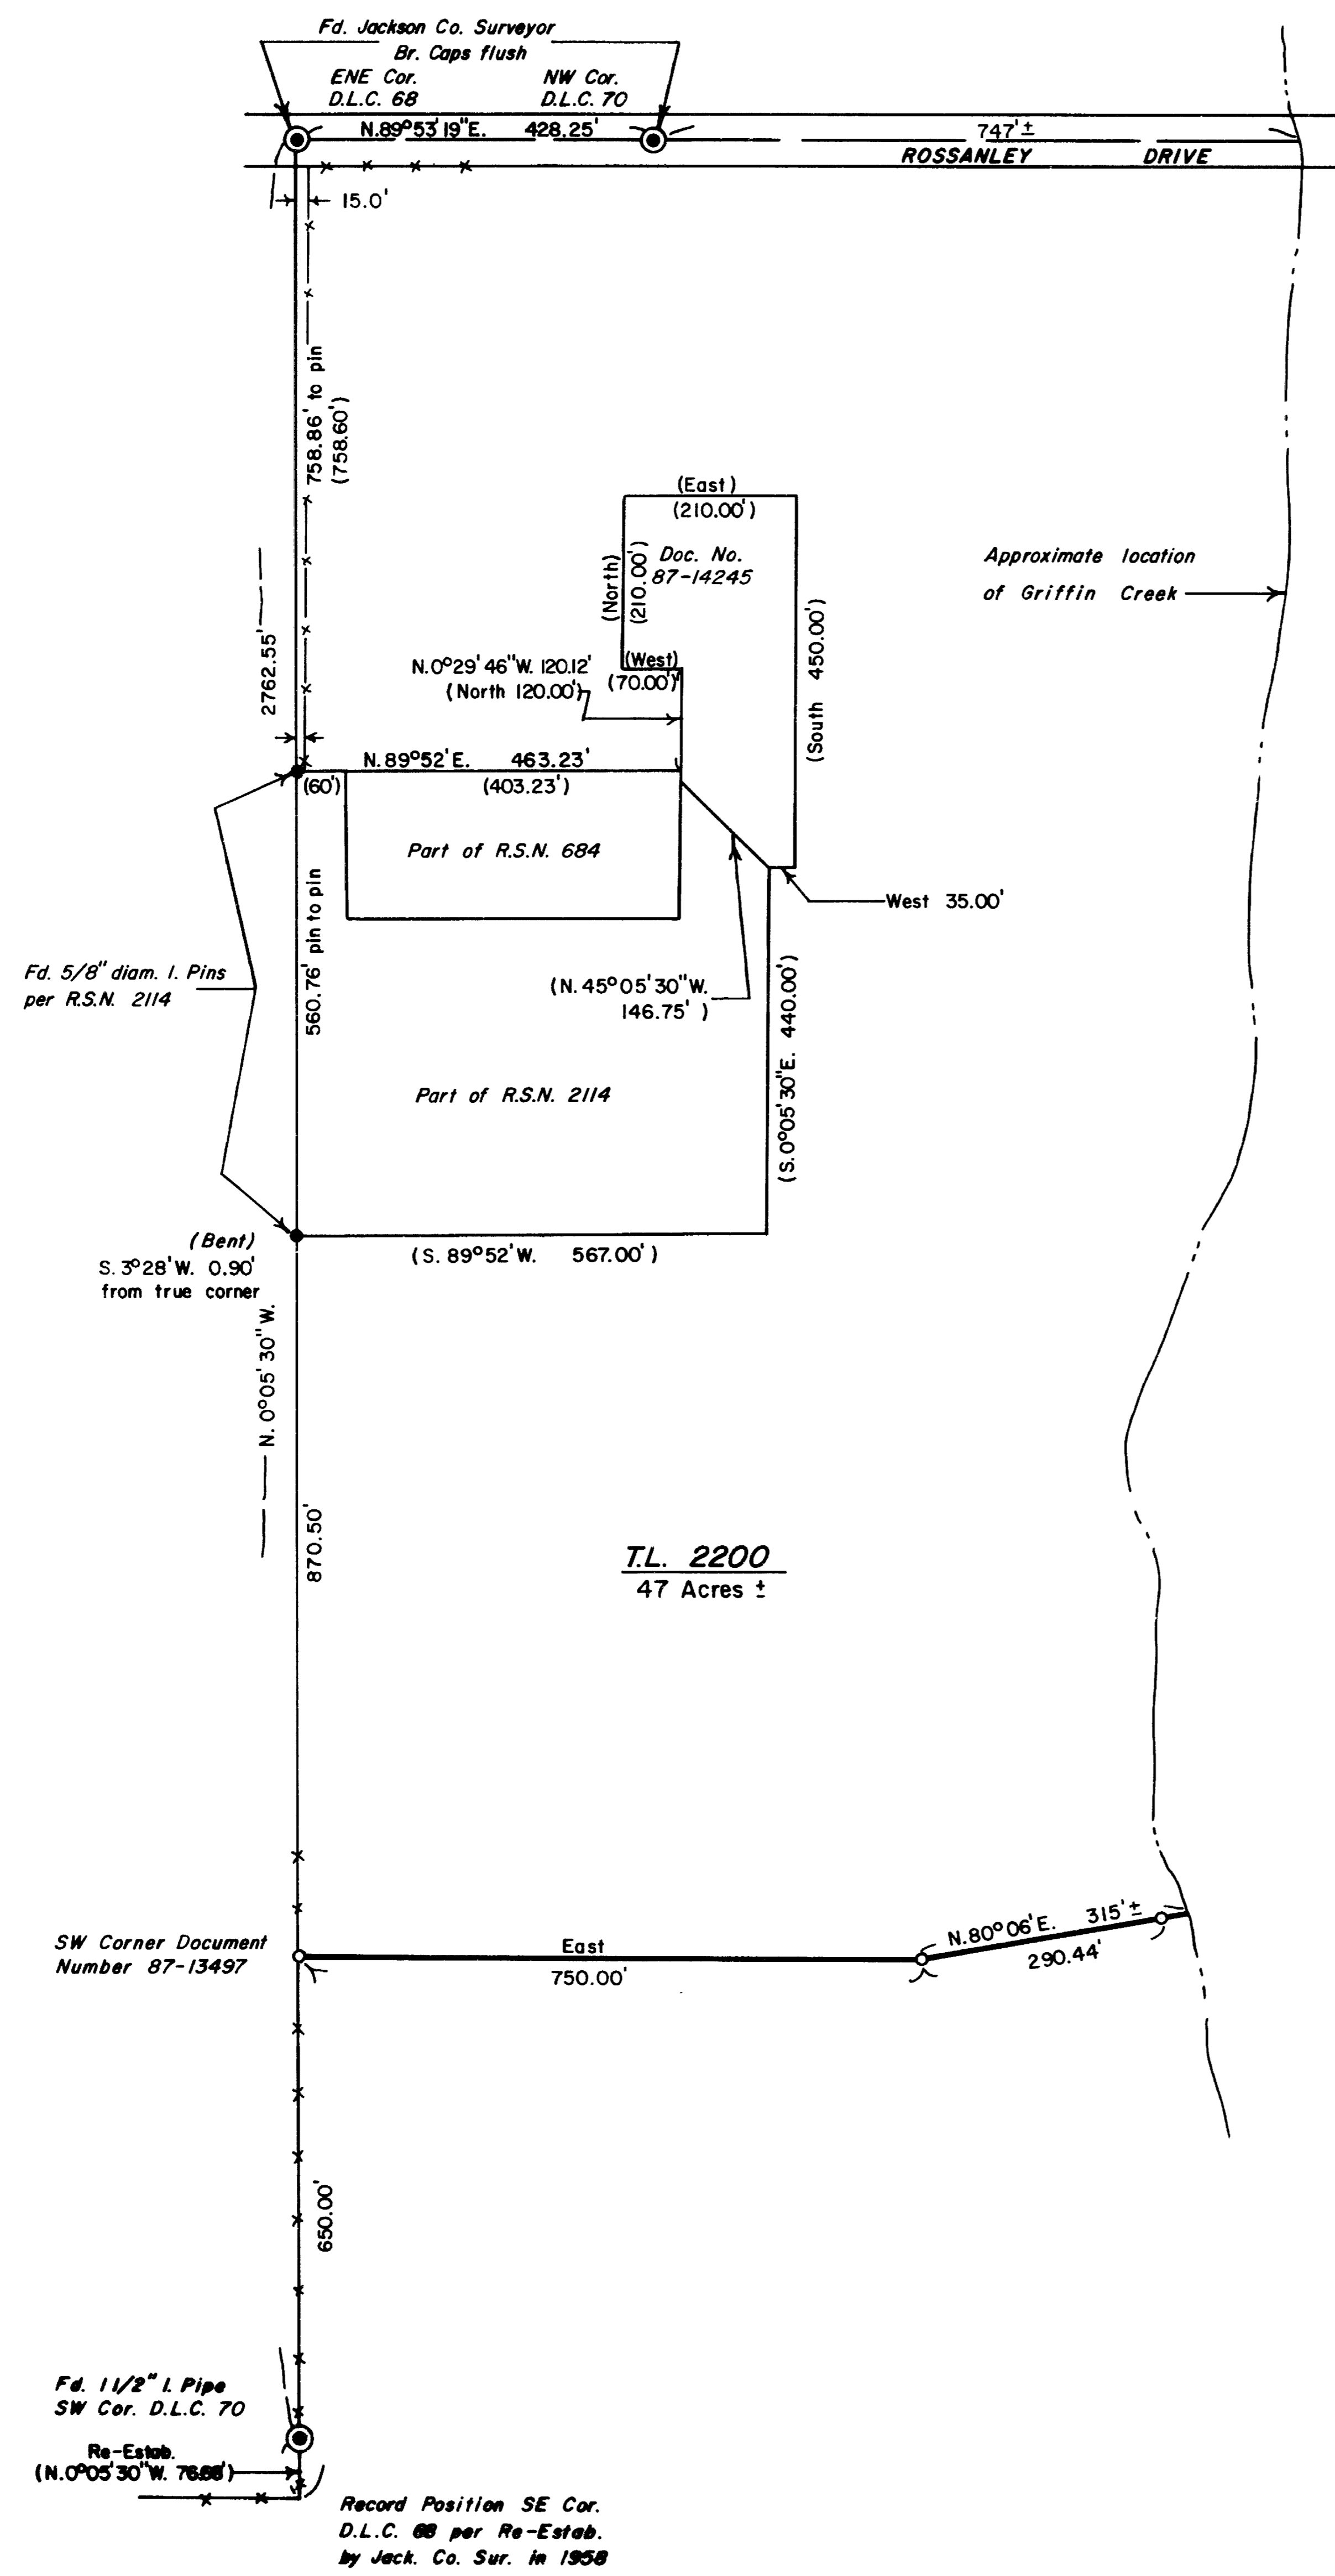 Fd. Jackson Co. Surveyor
Br. Caps flush
ENE Cor.
D.L.C. 68
NW Cor.
D.L.C. 70
N.89°53'19"E. 428.25'
747'±
ROSSANLEY DRIVE
15.0'
758.86' to pin
(758.60')
2762.55'
(East)
(210.00')
(North)
(210.00')
Doc. No.
87-14245
(South 450.00')
Approximate location
of Griffin Creek
N.0°29'46"W. 120.12'
(North 120.00')
(West)
(70.00')
N.89°52'E. 463.23'
(60')
(403.23')
Part of R.S.N. 684
West 35.00'
560.76' pin to pin
Fd. 5/8" diam. I. Pins
per R.S.N. 2114
(N.45°05'30"W.
146.75')
(S.0°05'30"E. 440.00')
Part of R.S.N. 2114
(Bent)
S.3°28'W. 0.90'
from true corner
(S.89°52'W. 567.00')
N.0°05'30"W.
870.50'
T.L. 2200
47 Acres ±
SW Corner Document
Number 87-13497
East
750.00'
N.80°06'E. 315'±
290.44'
650.00'
Fd. 1 1/2" I. Pipe
SW Cor. D.L.C. 70
Re-Estab.
(N.0°05'30"W.
Record Position SE Cor.
D.L.C. 68 per Re-Estab.
by Jack. Co. Sur. in 1958